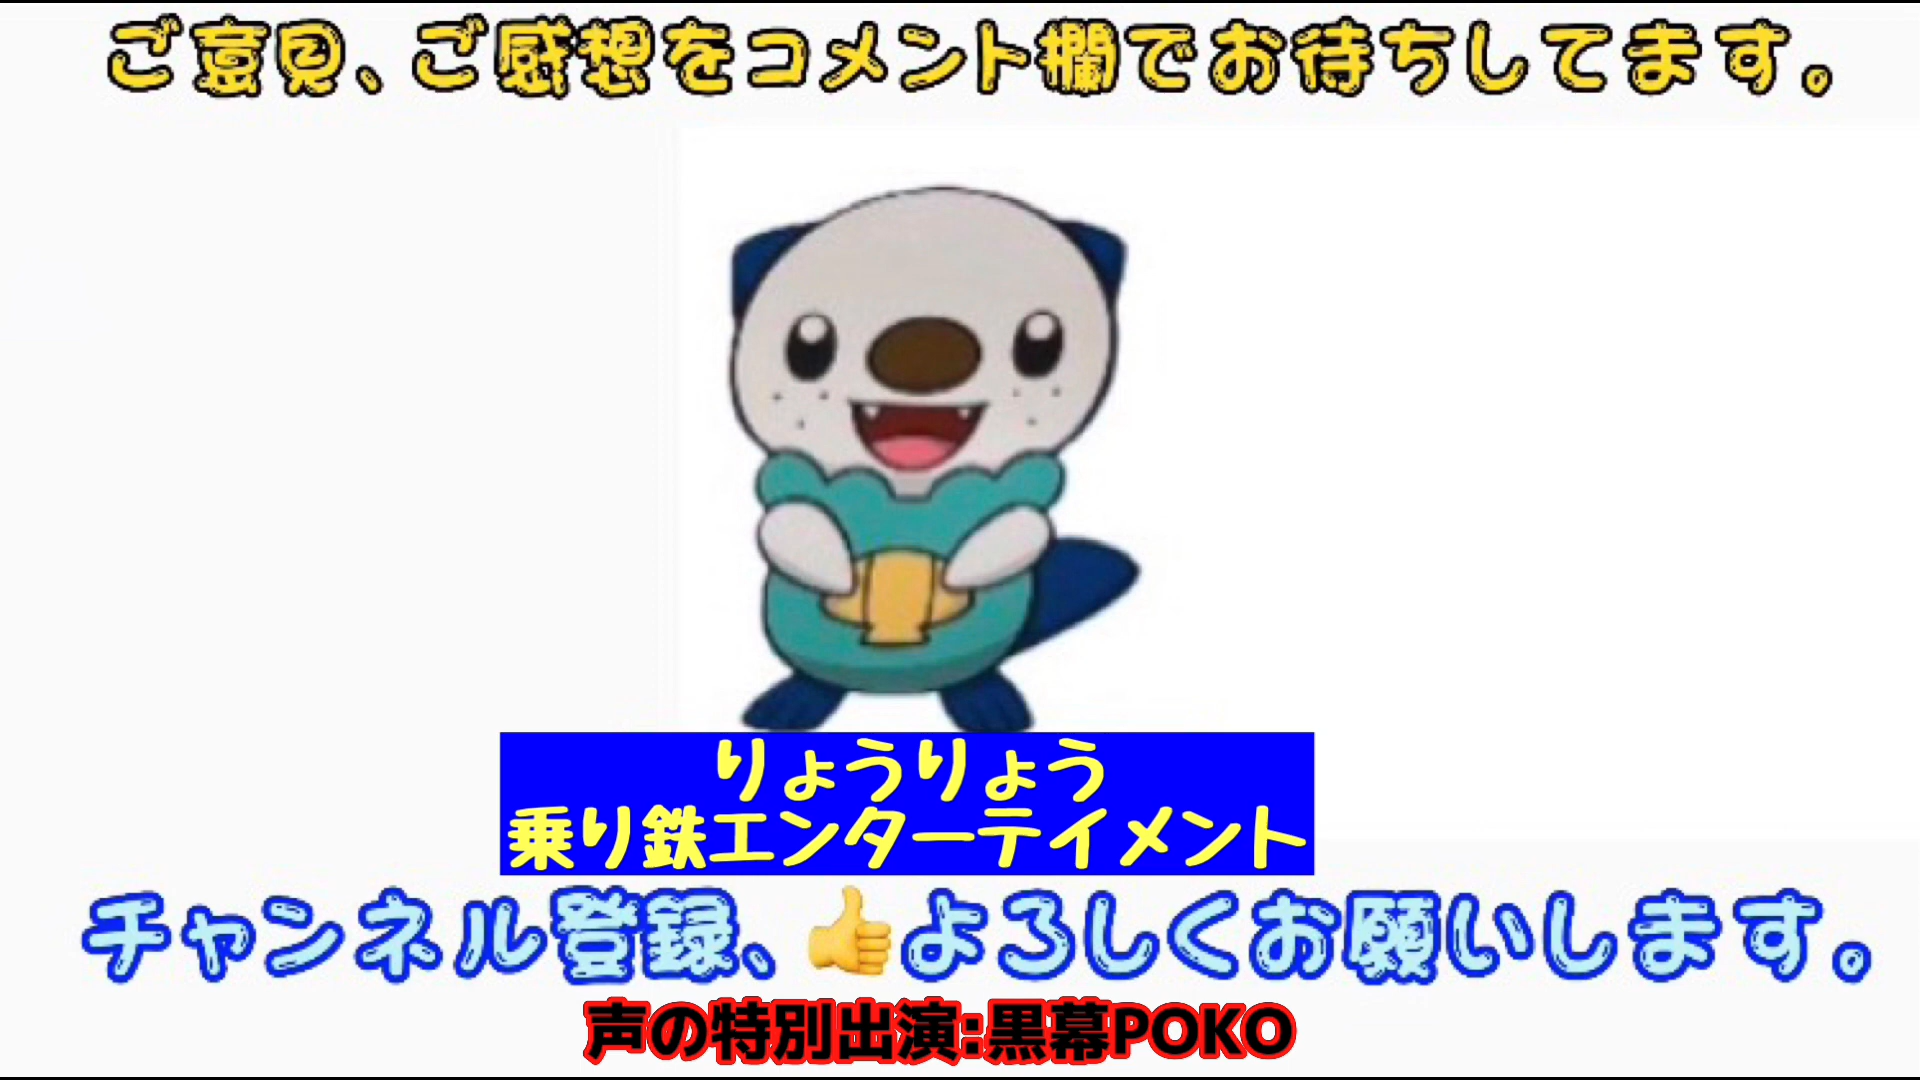 ご意見、ご感想をコメント欄でお待ちしてます。
りょうりょう
乗り鉄エンターテイメント
チャンネル登録、👍よろしくお願いします。
声の特別出演:黒幕POKO